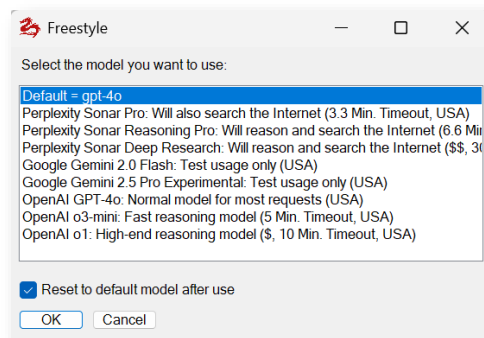 Freestyle
Select the model you want to use:
Default = gpt-4o
Perplexity Sonar Pro: Will also search the Internet (3.3 Min. Timeout, USA)
Perplexity Sonar Reasoning Pro: Will reason and search the Internet (6.6 Mi
Perplexity Sonar Deep Research: Will reason and search the Internet ($$, 30
Google Gemini 2.0 Flash: Test usage only (USA)
Google Gemini 2.5 Pro Experimental: Test usage only (USA)
OpenAI GPT-4o: Normal model for most requests (USA)
OpenAI o3-mini: Fast reasoning model (5 Min. Timeout, USA)
OpenAI o1: High-end reasoning model ($, 10 Min. Timeout, USA)
Reset to default model after use
OK Cancel